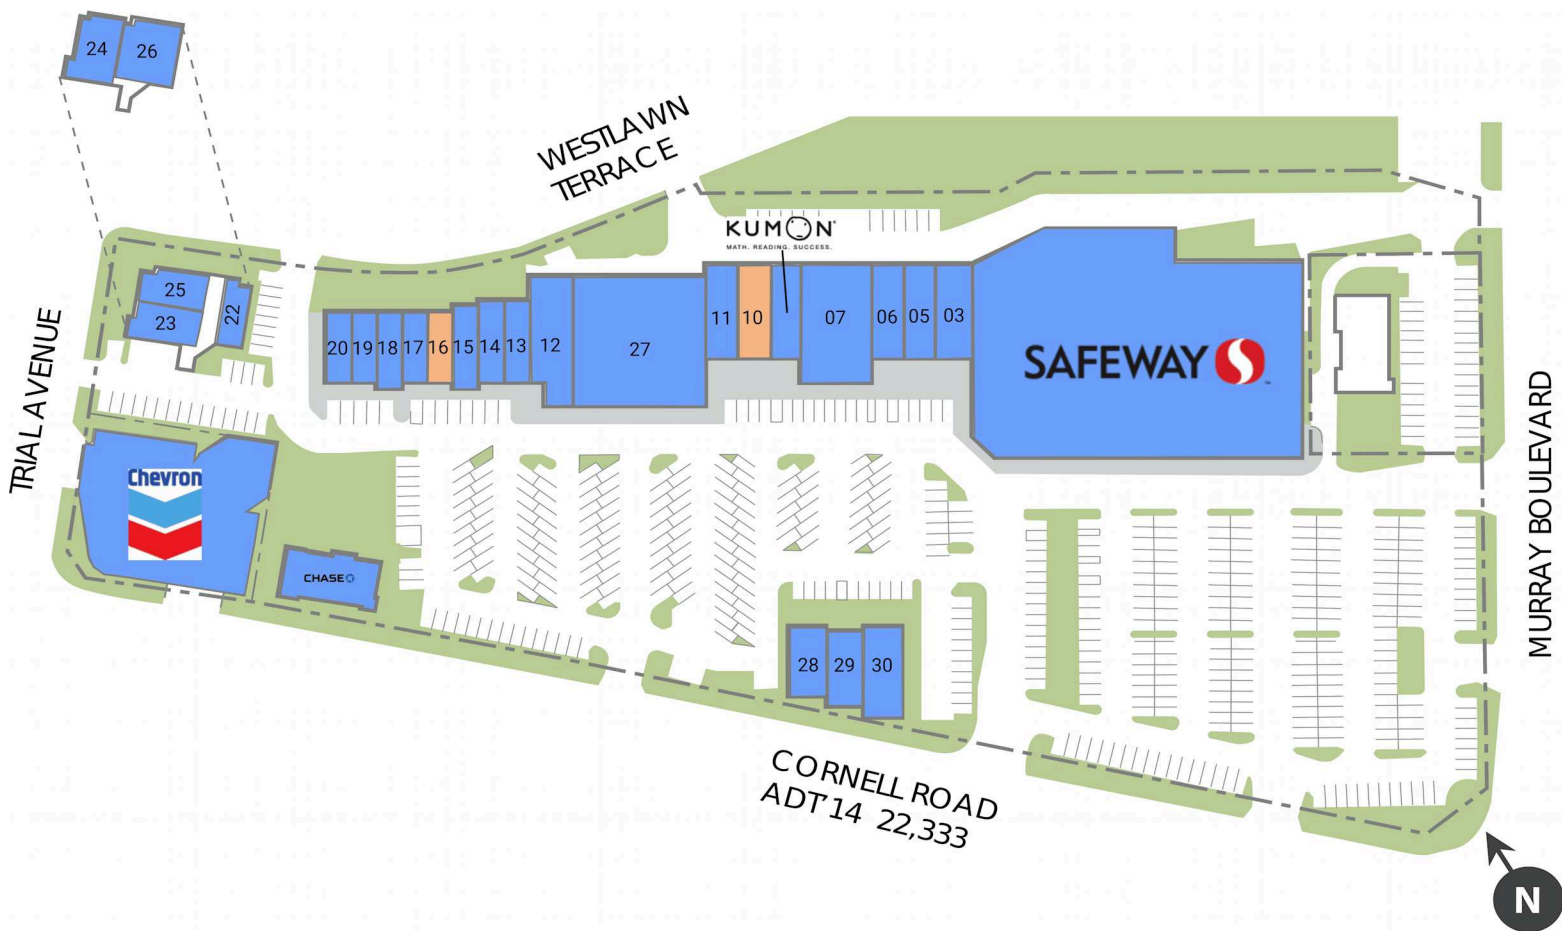 24
26
WESTLAWN
TERRACE
KUMON
MATH. READING. SUCCESS.
25
23
22
TRIAL AVENUE
20
19
18
17
16
15
14
13
12
27
11
10
07
06
05
03
SAFEWAY
Chevron
CHASE
28
29
30
MURRAY BOULEVARD
CORNELL ROAD
ADT'14 22,333
N